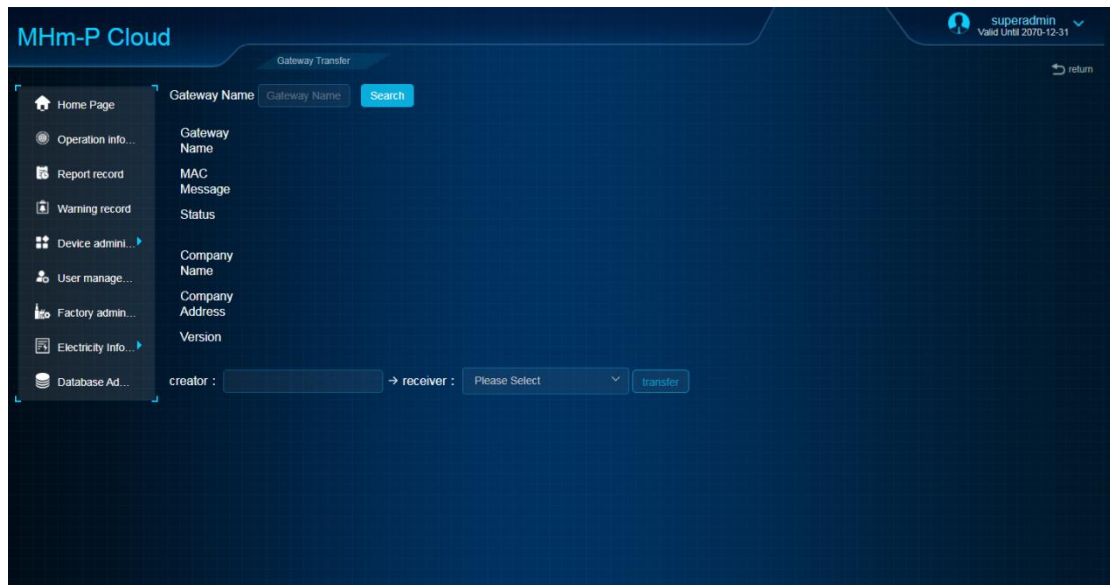 MHm-P Cloud
superadmin
Valid Until 2070-12-31
Gateway Transfer
return
Home Page
Operation info...
Report record
Warning record
Device admini...
User manage...
Factory admin...
Electricity Info...
Database Ad...
Gateway Name Gateway Name Search
Gateway
Name
MAC
Message
Status
Company
Name
Company
Address
Version
creator : → receiver : Please Select transfer